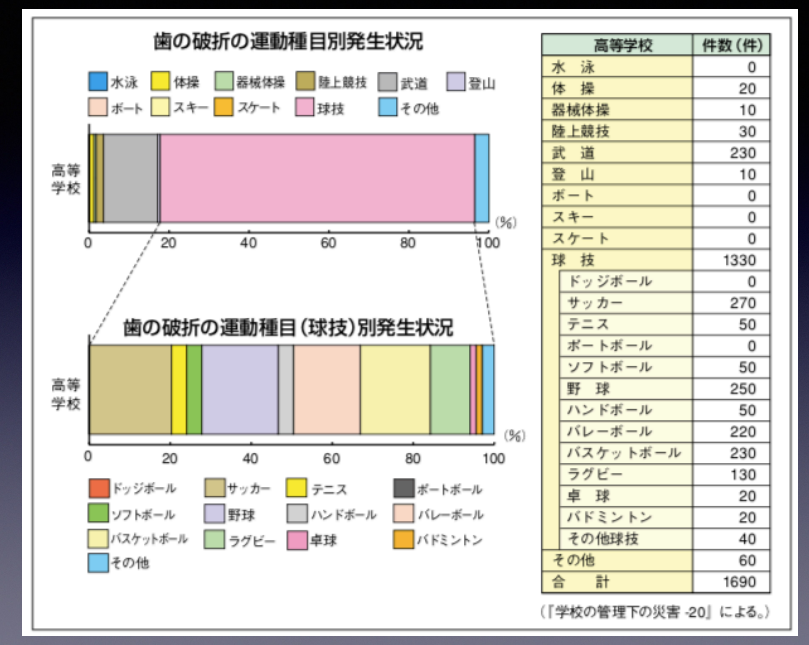 歯の破折の運動種目別発生状況
水泳 体操 器械体操 陸上競技 武道 登山
ボート スキー スケート 球技 その他
高等
学校
(%)
0 20 40 60 80 100
歯の破折の運動種目(球技)別発生状況
高等
学校
(%)
0 20 40 60 80 100
ドッジボール サッカー テニス ポートボール
ソフトボール 野球 ハンドボール バレーボール
バスケットボール ラグビー 卓球 バドミントン
その他
高等学校 件数(件)
水 泳 0
体 操 20
器械体操 10
陸上競技 30
武 道 230
登 山 10
ボート 0
スキー 0
スケート 0
球 技 1330
ドッジボール 0
サッカー 270
テニス 50
ポートボール 0
ソフトボール 50
野 球 250
ハンドボール 50
バレーボール 220
バスケットボール 230
ラグビー 130
卓 球 20
バドミントン 20
その他球技 40
その他 60
合 計 1690
(『学校の管理下の災害 -20』による。)